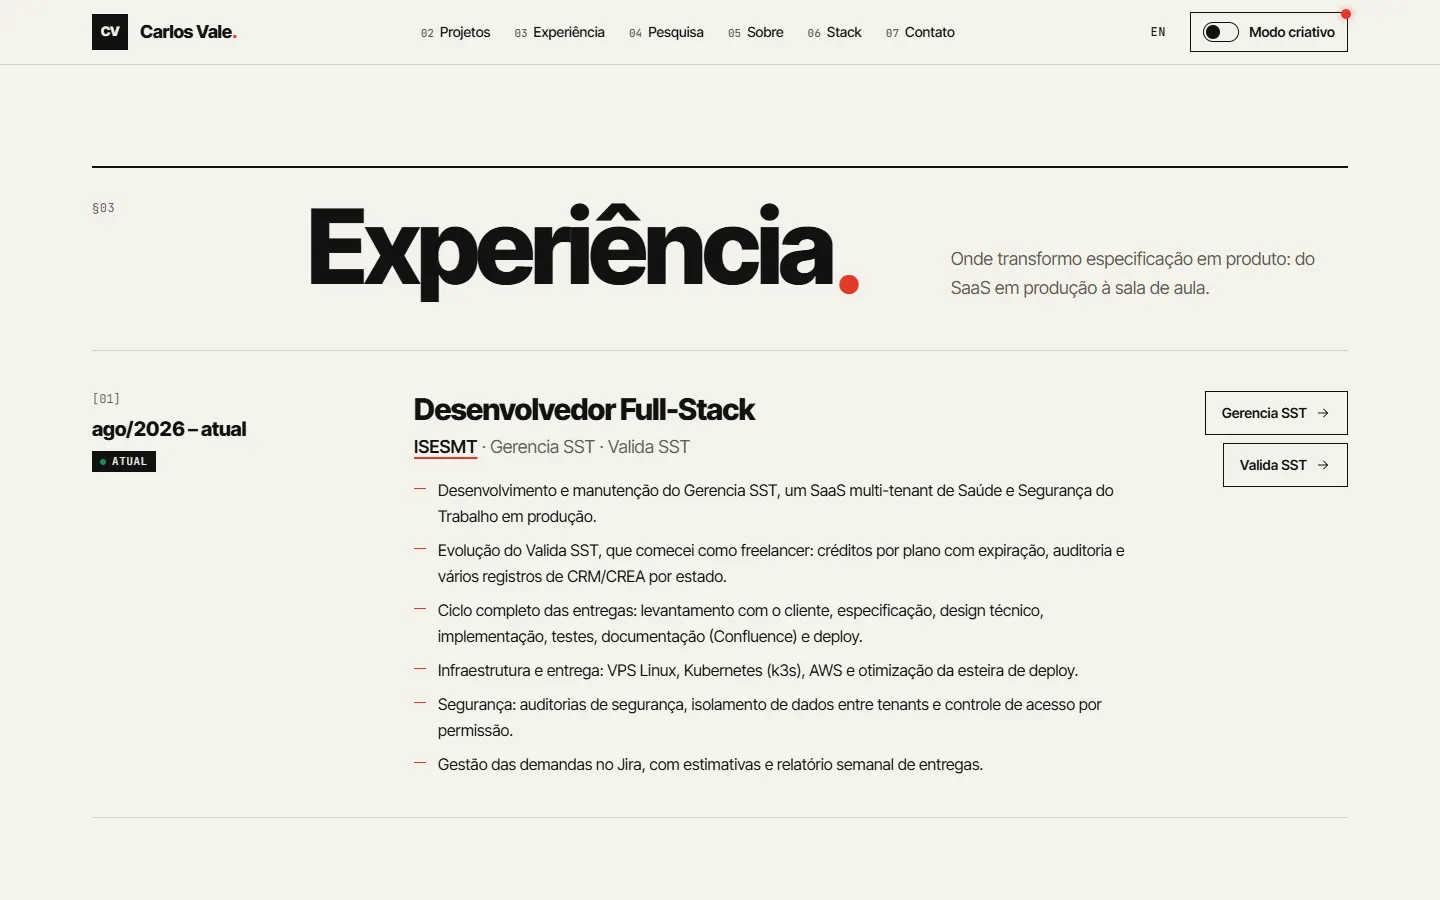 CV
Carlos Vale.
02 Projetos
03 Experiência
04 Pesquisa
05 Sobre
06 Stack
07 Contato
EN
Modo criativo
§03
Experiência.
Onde transformo especificação em produto: do
SaaS em produção à sala de aula.
[01]
ago/2026 – atual
ATUAL
Desenvolvedor Full-Stack
ISESMT · Gerencia SST · Valida SST
— Desenvolvimento e manutenção do Gerencia SST, um SaaS multi-tenant de Saúde e Segurança do
Trabalho em produção.
— Evolução do Valida SST, que comecei como freelancer: créditos por plano com expiração, auditoria e
vários registros de CRM/CREA por estado.
— Ciclo completo das entregas: levantamento com o cliente, especificação, design técnico,
implementação, testes, documentação (Confluence) e deploy.
— Infraestrutura e entrega: VPS Linux, Kubernetes (k3s), AWS e otimização da esteira de deploy.
— Segurança: auditorias de segurança, isolamento de dados entre tenants e controle de acesso por
permissão.
— Gestão das demandas no Jira, com estimativas e relatório semanal de entregas.
Gerencia SST →
Valida SST →